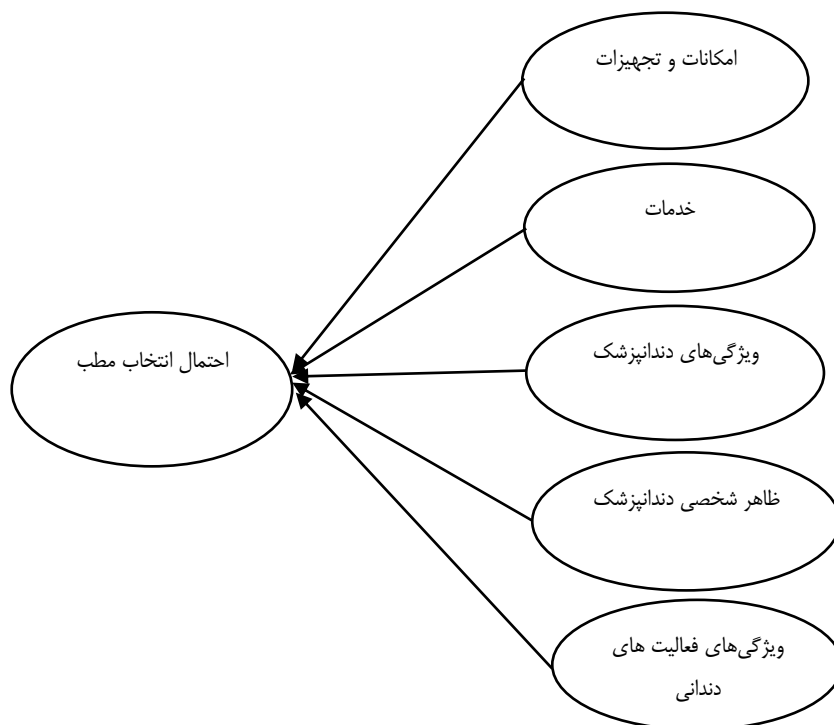 امکانات و تجهیزات
خدمات
ویژگی‌های دندانپزشک
احتمال انتخاب مطب
ظاهر شخصی دندانپزشک
ویژگی‌های فعالیت های
دندانی